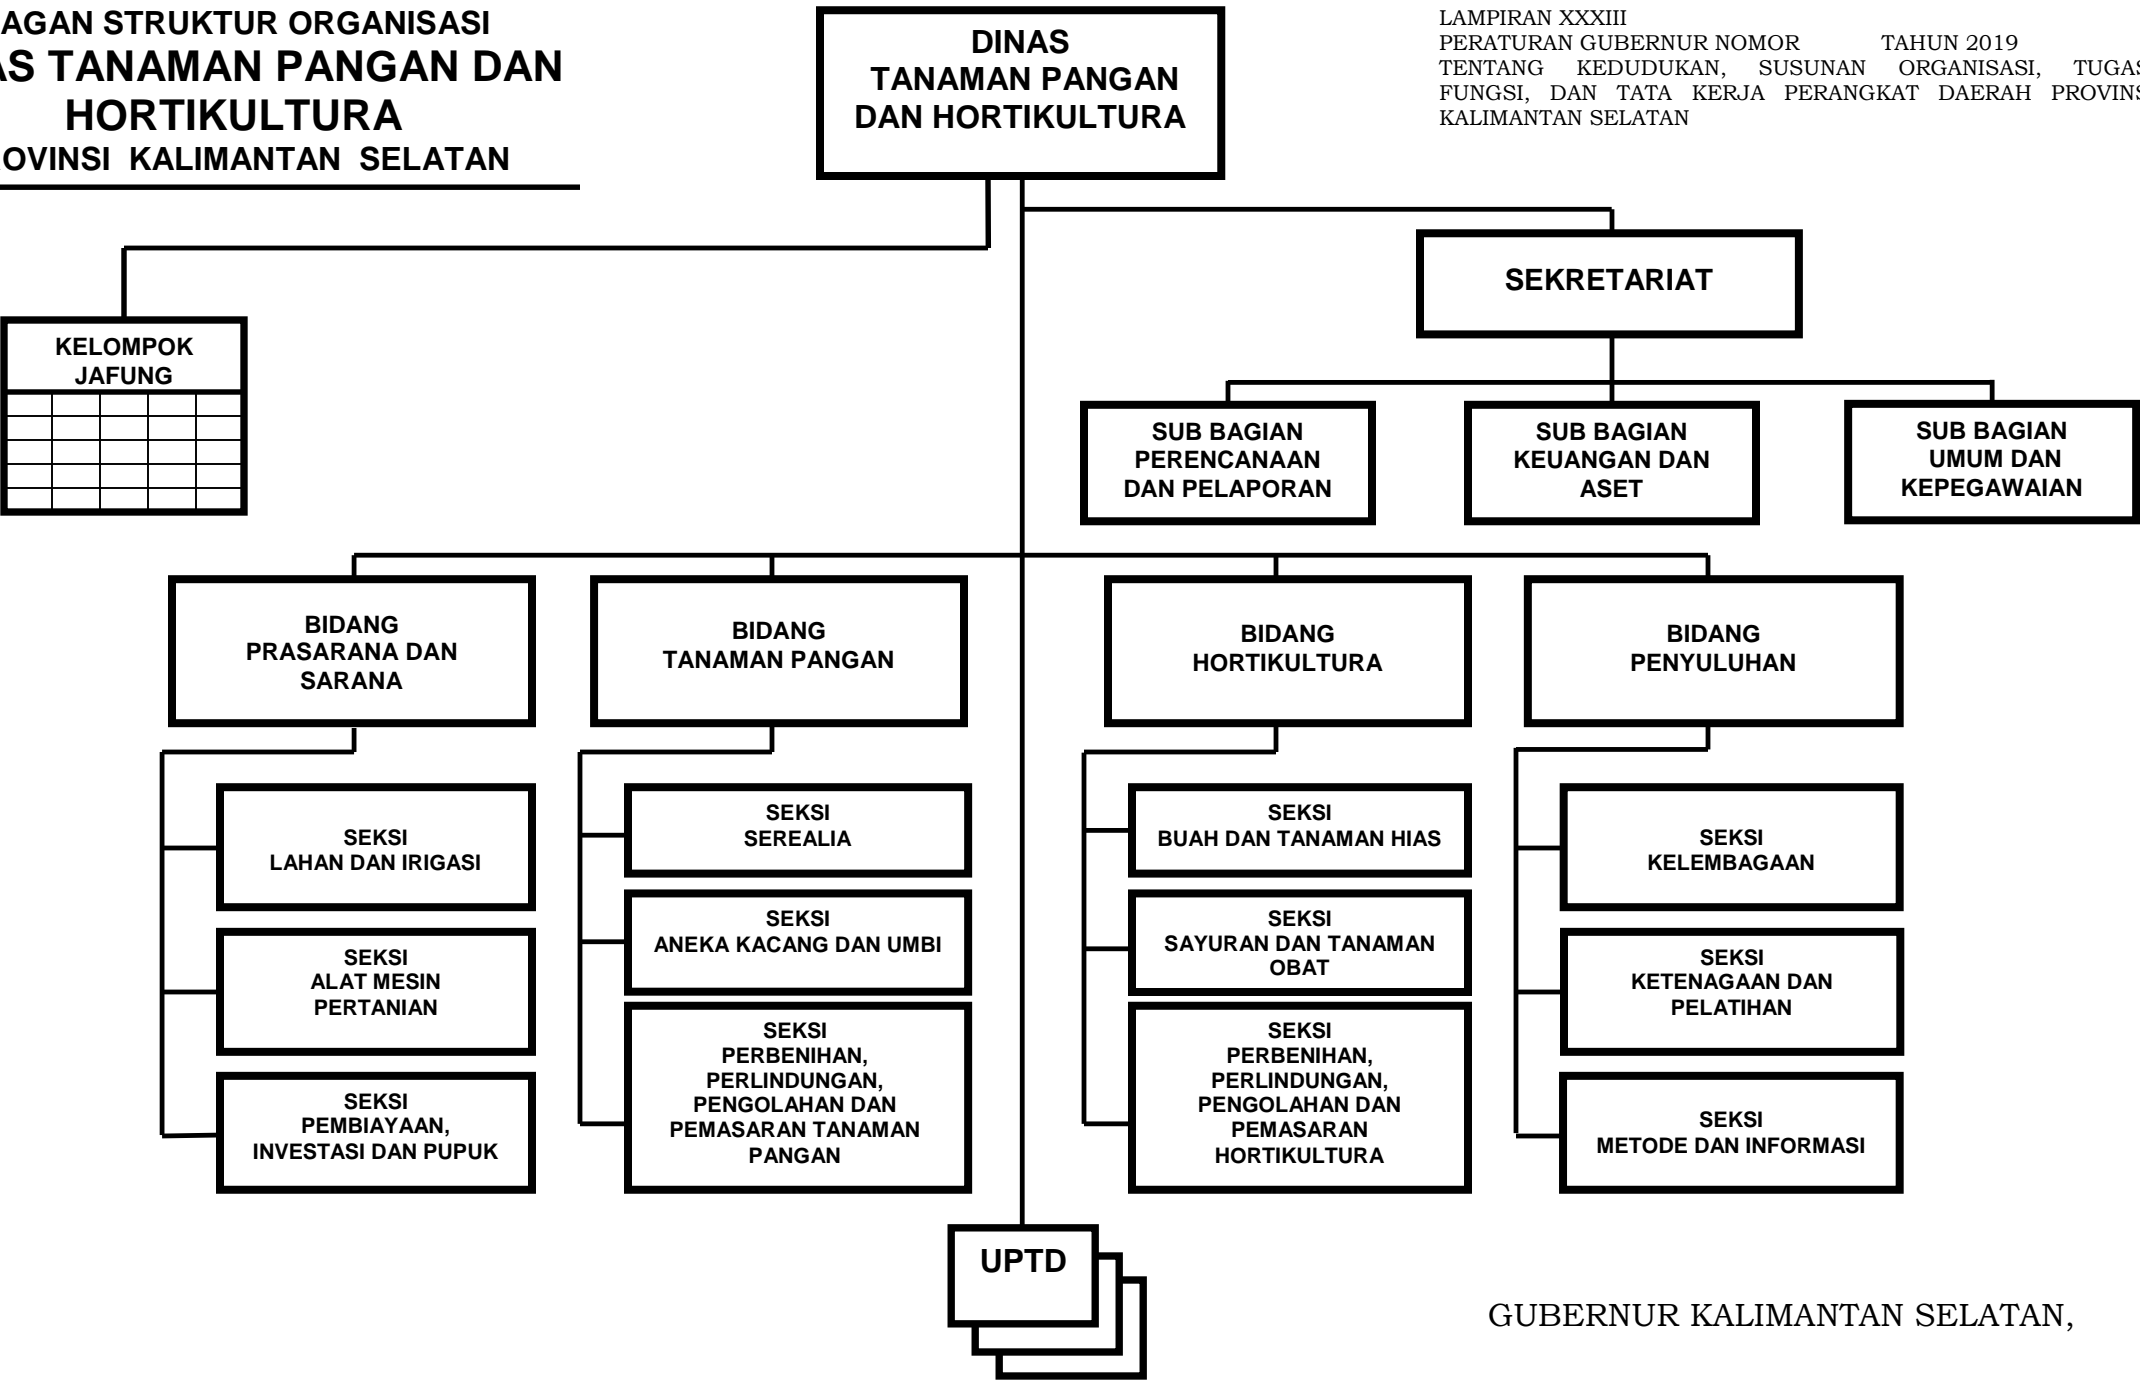 AGAN STRUKTUR ORGANISASI
AS TANAMAN PANGAN DAN
HORTIKULTURA
OVINSI KALIMANTAN SELATAN
DINAS
TANAMAN PANGAN
DAN HORTIKULTURA
LAMPIRAN XXXIII
PERATURAN GUBERNUR NOMOR TAHUN 2019
TENTANG KEDUDUKAN, SUSUNAN ORGANISASI, TUGAS
FUNGSI, DAN TATA KERJA PERANGKAT DAERAH PROVINS
KALIMANTAN SELATAN
SEKRETARIAT
KELOMPOK
JAFUNG
SUB BAGIAN
PERENCANAAN
DAN PELAPORAN
SUB BAGIAN
KEUANGAN DAN
ASET
SUB BAGIAN
UMUM DAN
KEPEGAWAIAN
BIDANG
PRASARANA DAN
SARANA
BIDANG
TANAMAN PANGAN
BIDANG
HORTIKULTURA
BIDANG
PENYULUHAN
SEKSI
LAHAN DAN IRIGASI
SEKSI
ALAT MESIN
PERTANIAN
SEKSI
PEMBIAYAAN,
INVESTASI DAN PUPUK
SEKSI
SEREALIA
SEKSI
ANEKA KACANG DAN UMBI
SEKSI
PERBENIHAN,
PERLINDUNGAN,
PENGOLAHAN DAN
PEMASARAN TANAMAN
PANGAN
SEKSI
BUAH DAN TANAMAN HIAS
SEKSI
SAYURAN DAN TANAMAN
OBAT
SEKSI
PERBENIHAN,
PERLINDUNGAN,
PENGOLAHAN DAN
PEMASARAN
HORTIKULTURA
SEKSI
KELEMBAGAAN
SEKSI
KETENAGAAN DAN
PELATIHAN
SEKSI
METODE DAN INFORMASI
UPTD
GUBERNUR KALIMANTAN SELATAN,